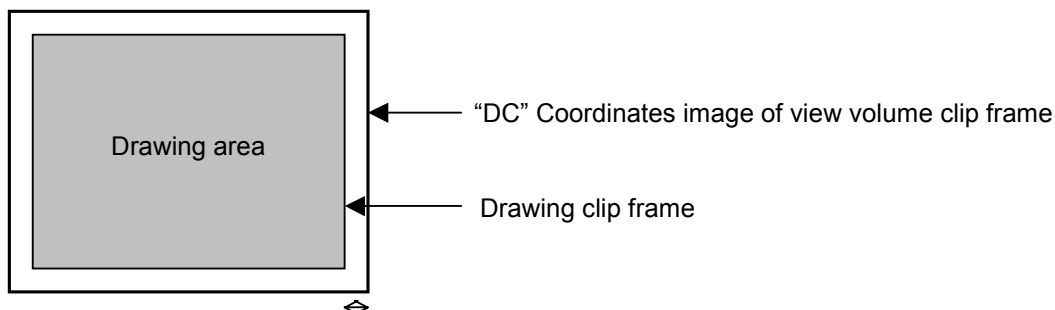 “DC” Coordinates image of view volume clip frame
Drawing area
Drawing clip frame